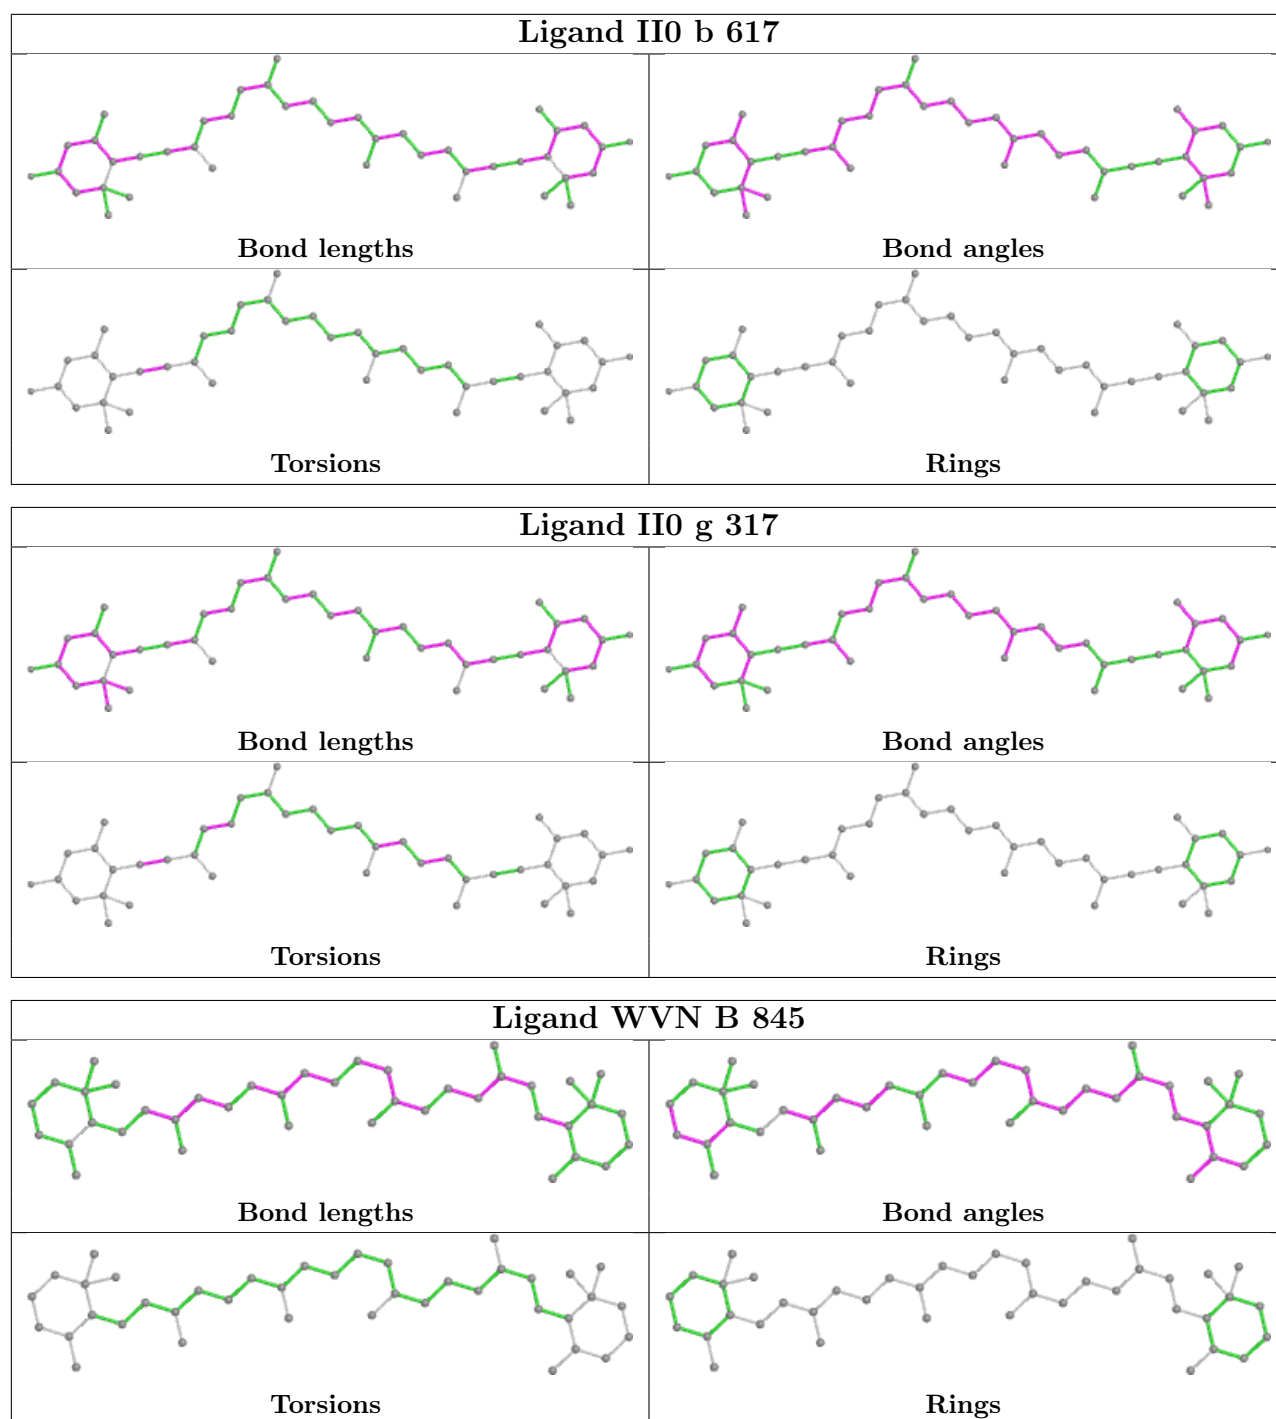 Ligand II0 b 617
Bond lengths
Bond angles
Torsions
Rings
Ligand II0 g 317
Bond lengths
Bond angles
Torsions
Rings
Ligand WVN B 845
Bond lengths
Bond angles
Torsions
Rings